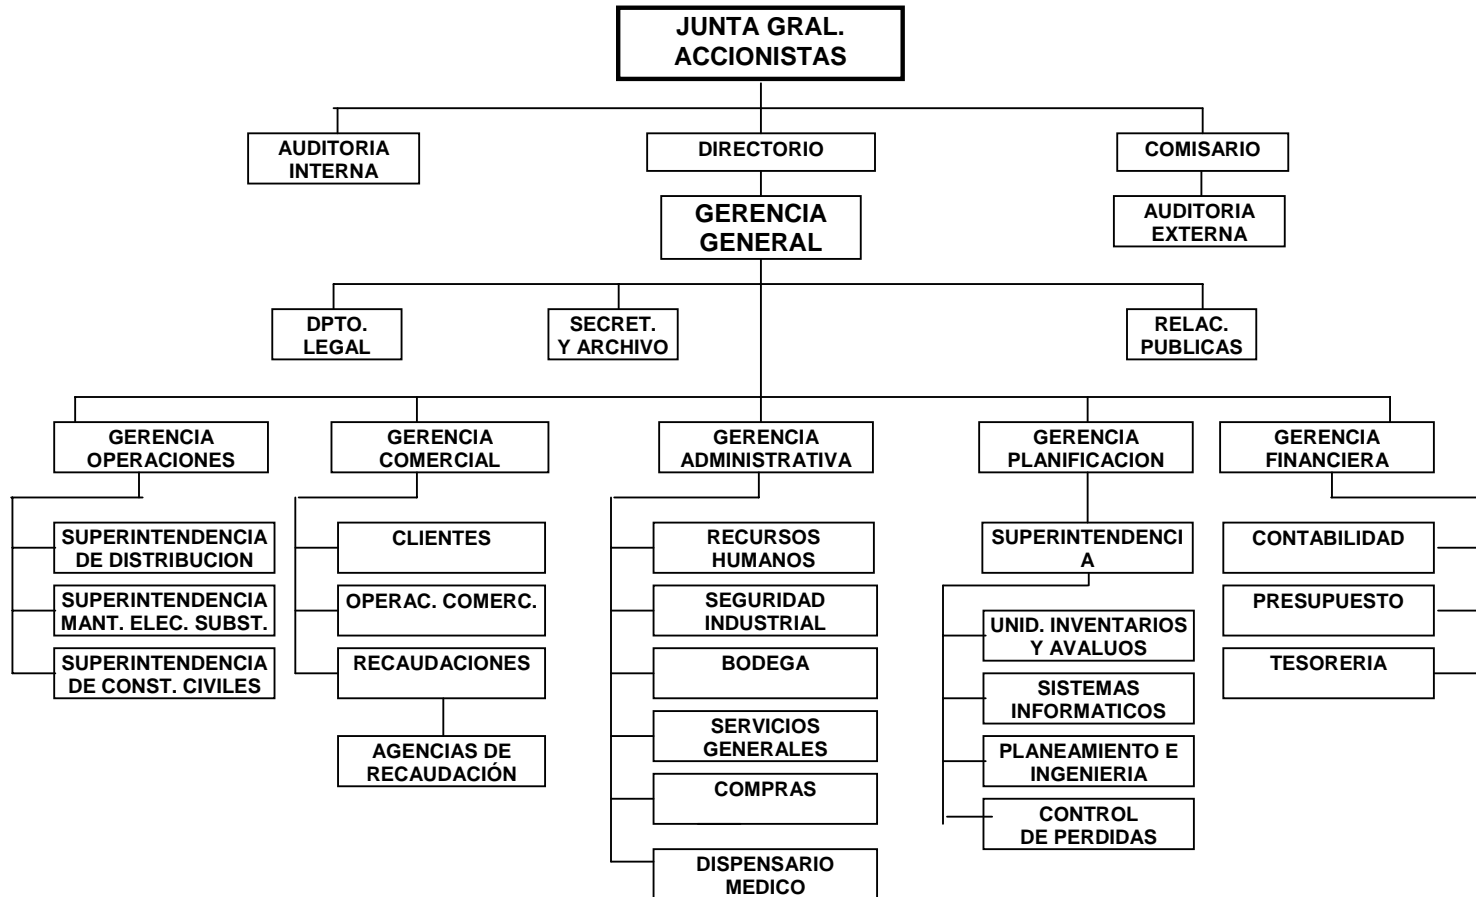 JUNTA GRAL.
ACCIONISTAS
AUDITORIA
INTERNA
DIRECTORIO
COMISARIO
GERENCIA
GENERAL
AUDITORIA
EXTERNA
DPTO.
LEGAL
SECRET.
Y ARCHIVO
RELAC.
PUBLICAS
GERENCIA
OPERACIONES
GERENCIA
COMERCIAL
GERENCIA
ADMINISTRATIVA
GERENCIA
PLANIFICACION
GERENCIA
FINANCIERA
SUPERINTENDENCIA
DE DISTRIBUCION
SUPERINTENDENCIA
MANT. ELEC. SUBST.
SUPERINTENDENCIA
DE CONST. CIVILES
CLIENTES
OPERAC. COMERC.
RECAUDACIONES
AGENCIAS DE
RECAUDACIÓN
RECURSOS
HUMANOS
SEGURIDAD
INDUSTRIAL
BODEGA
SERVICIOS
GENERALES
COMPRAS
DISPENSARIO
MEDICO
SUPERINTENDENCI
A
UNID. INVENTARIOS
Y AVALUOS
SISTEMAS
INFORMATICOS
PLANEAMIENTO E
INGENIERIA
CONTROL
DE PERDIDAS
CONTABILIDAD
PRESUPUESTO
TESORERIA